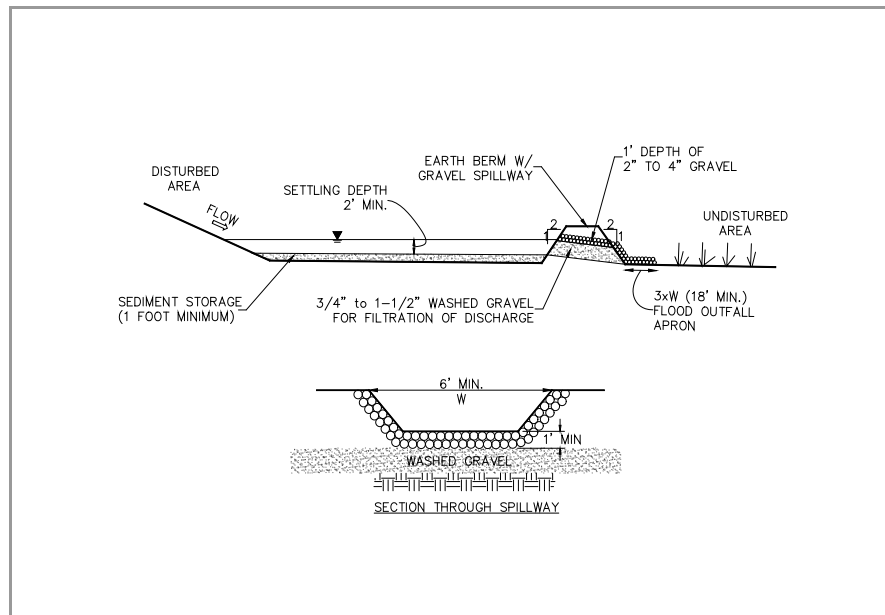 DISTURBED
AREA
FLOW
SETTLING DEPTH
2' MIN.
EARTH BERM W/
GRAVEL SPILLWAY
1' DEPTH OF
2" TO 4" GRAVEL
UNDISTURBED
AREA
2
1
2
1
SEDIMENT STORAGE
(1 FOOT MINIMUM)
3/4" to 1-1/2" WASHED GRAVEL
FOR FILTRATION OF DISCHARGE
3xW (18' MIN.)
FLOOD OUTFALL
APRON
6' MIN.
W
1' MIN
WASHED GRAVEL
SECTION THROUGH SPILLWAY